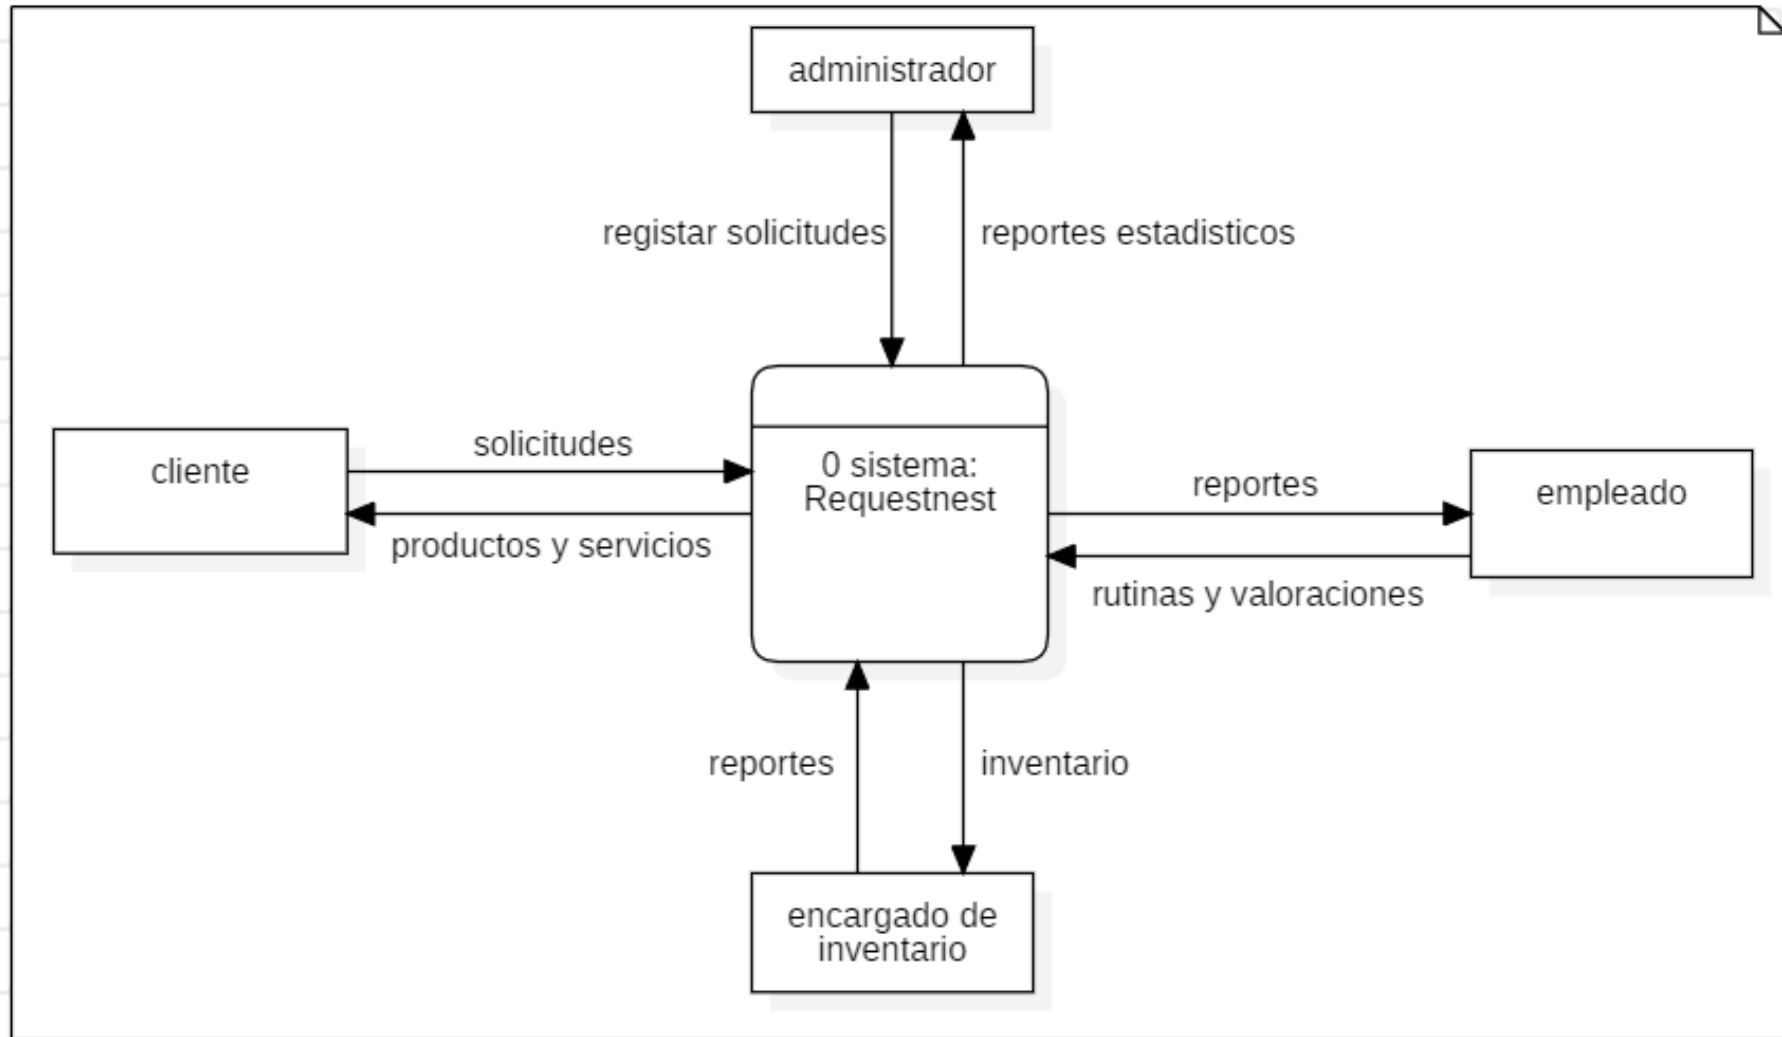 administrador
registar solicitudes
reportes estadisticos
cliente
solicitudes
productos y servicios
0 sistema:
Requestnest
reportes
empleado
rutinas y valoraciones
reportes
inventario
encargado de
inventario